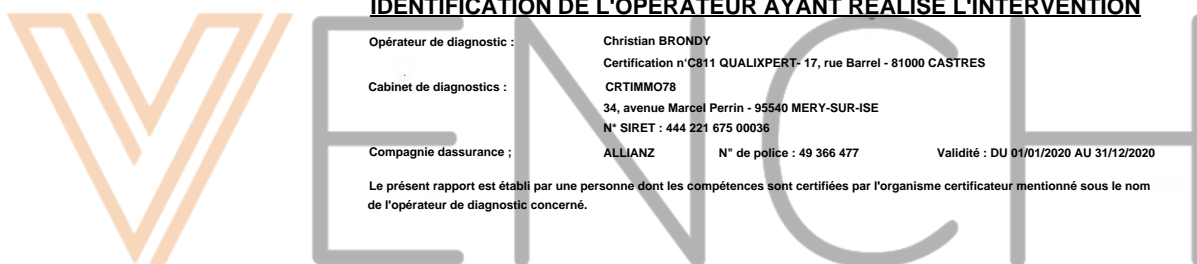 IDENTIFICATION DE L'OPERATEUR AYANT REALISE L'INTERVENTION
Opérateur de diagnostic : Christian BRONDY
Certification n'C811 QUALIXPERT- 17, rue Barrel - 81000 CASTRES
Cabinet de diagnostics : CRTIMMO78
34, avenue Marcel Perrin - 95540 MERY-SUR-ISE
N* SIRET : 444 221 675 00036
Compagnie dassurance ; ALLIANZ N" de police : 49 366 477 Validité : DU 01/01/2020 AU 31/12/2020
Le présent rapport est établi par une personne dont les compétences sont certifiées par l'organisme certificateur mentionné sous le nom
de l'opérateur de diagnostic concerné.
VENCH